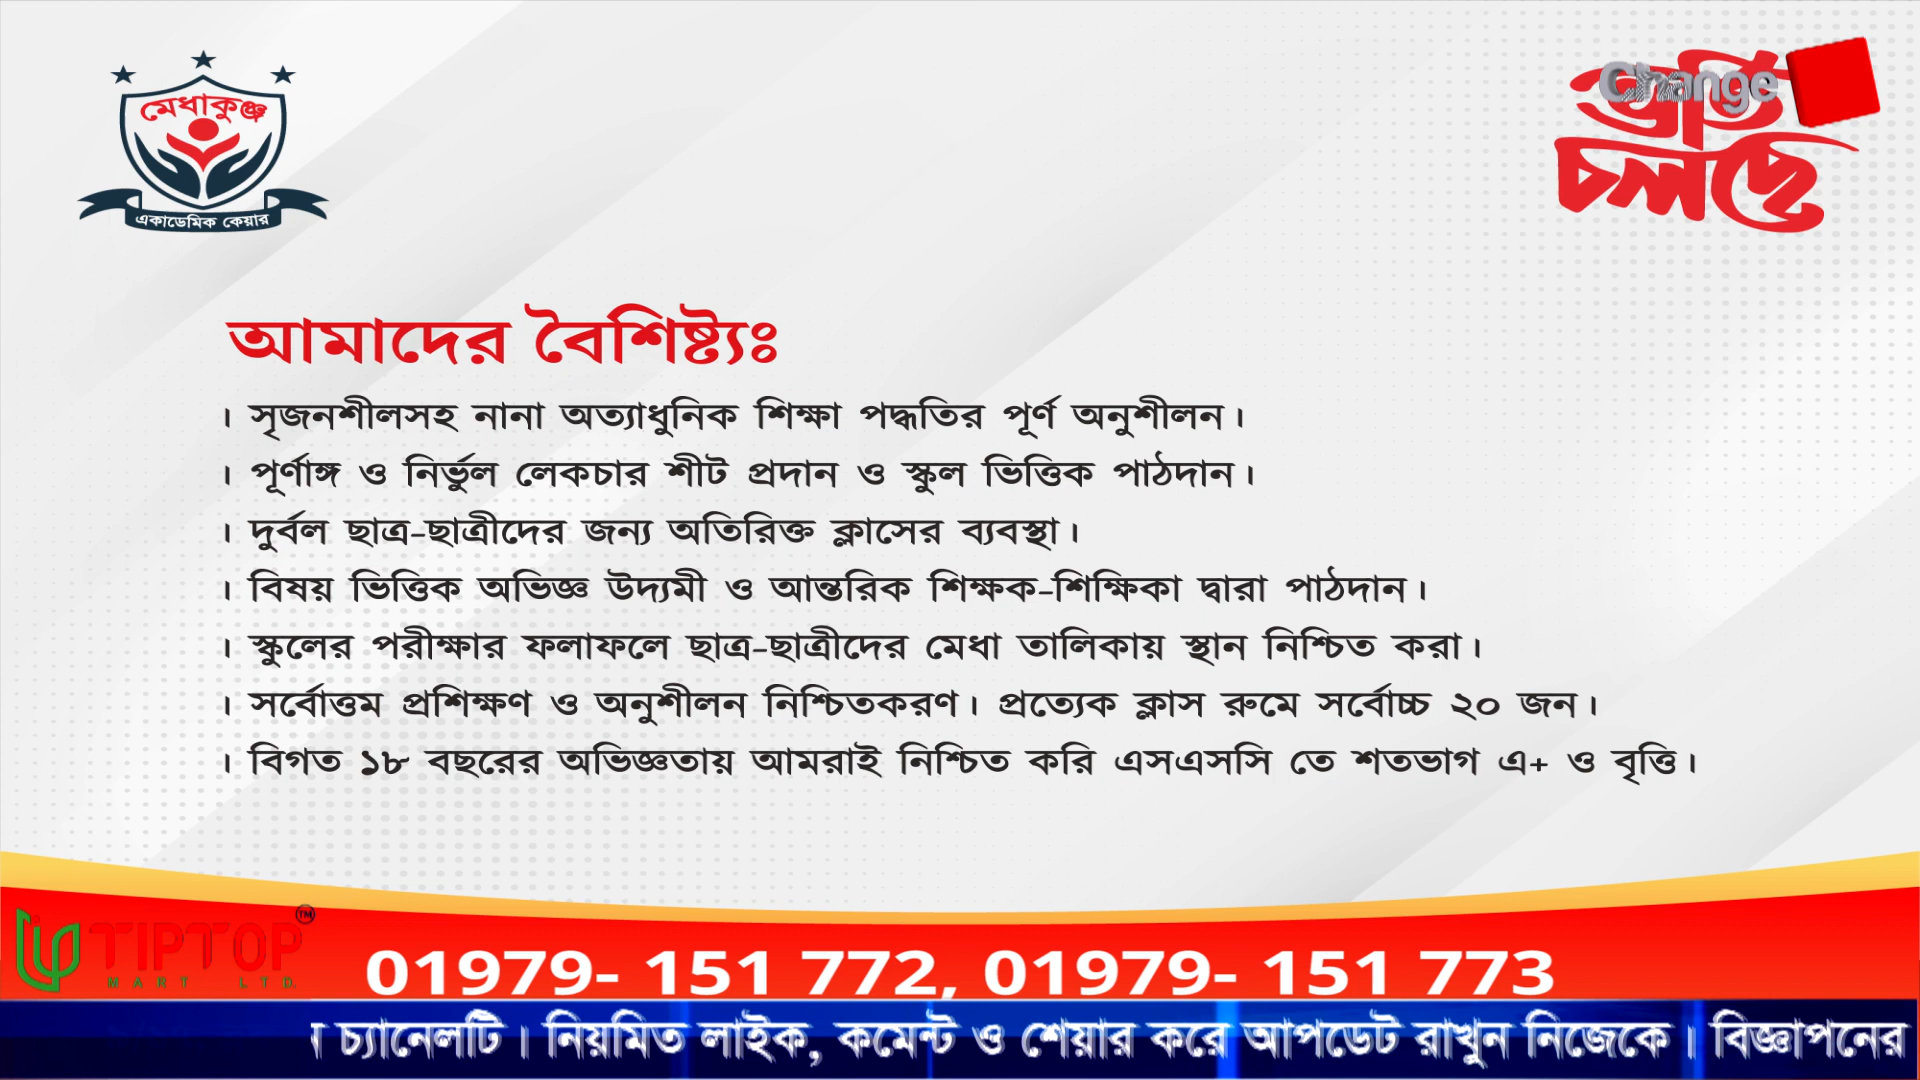 মেধাকুঞ্জ
একাডেমিক কেয়ার
Change
ভর্তি
চলছে
আমাদের বৈশিষ্ট্যঃ
। সৃজনশীলসহ নানা অত্যাধুনিক শিক্ষা পদ্ধতির পূর্ণ অনুশীলন।
। পূর্ণাঙ্গ ও নির্ভুল লেকচার শীট প্রদান ও স্কুল ভিত্তিক পাঠদান।
। দুর্বল ছাত্র-ছাত্রীদের জন্য অতিরিক্ত ক্লাসের ব্যবস্থা।
। বিষয় ভিত্তিক অভিজ্ঞ উদ্যমী ও আন্তরিক শিক্ষক-শিক্ষিকা দ্বারা পাঠদান।
। স্কুলের পরীক্ষার ফলাফলে ছাত্র-ছাত্রীদের মেধা তালিকায় স্থান নিশ্চিত করা।
। সর্বোত্তম প্রশিক্ষণ ও অনুশীলন নিশ্চিতকরণ। প্রত্যেক ক্লাস রুমে সর্বোচ্চ ২০ জন।
। বিগত ১৮ বছরের অভিজ্ঞতায় আমরাই নিশ্চিত করি এসএসসি তে শতভাগ এ+ ও বৃত্তি।
TIPTOP™
MART LTD.
01979- 151 772, 01979- 151 773
চ্যানেলটি। নিয়মিত লাইক, কমেন্ট ও শেয়ার করে আপডেট রাখুন নিজেকে। বিজ্ঞাপনের